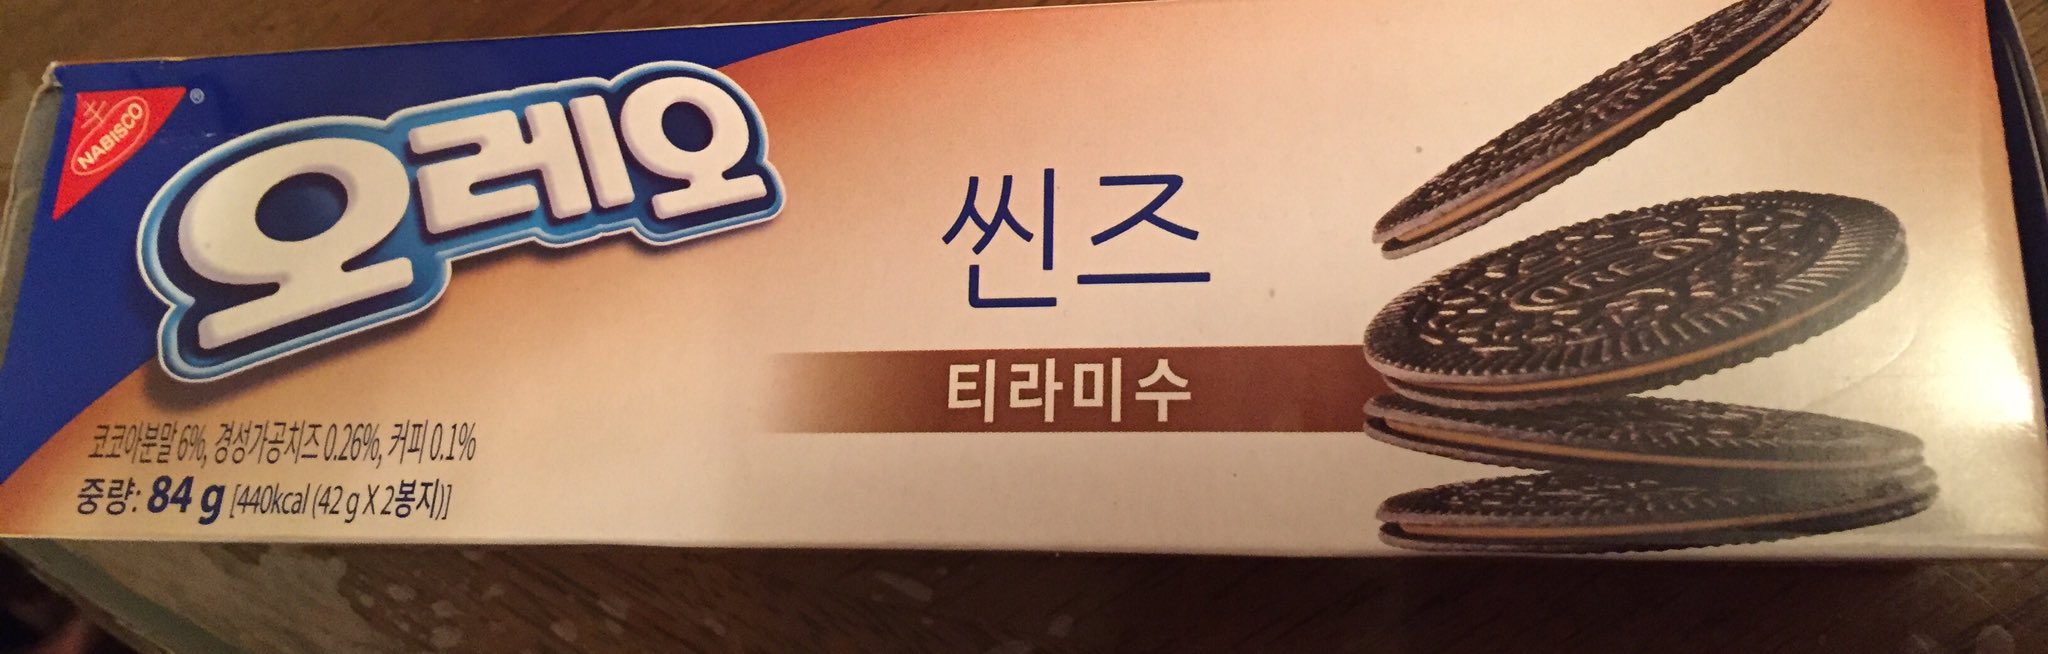 NABISCO
®
오레오
씬즈
티라미수
코코아분말 6%, 경성가공치즈 0.26%, 커피 0.1%
중량: 84 g [440kcal (42 g X 2봉지)]
OREO